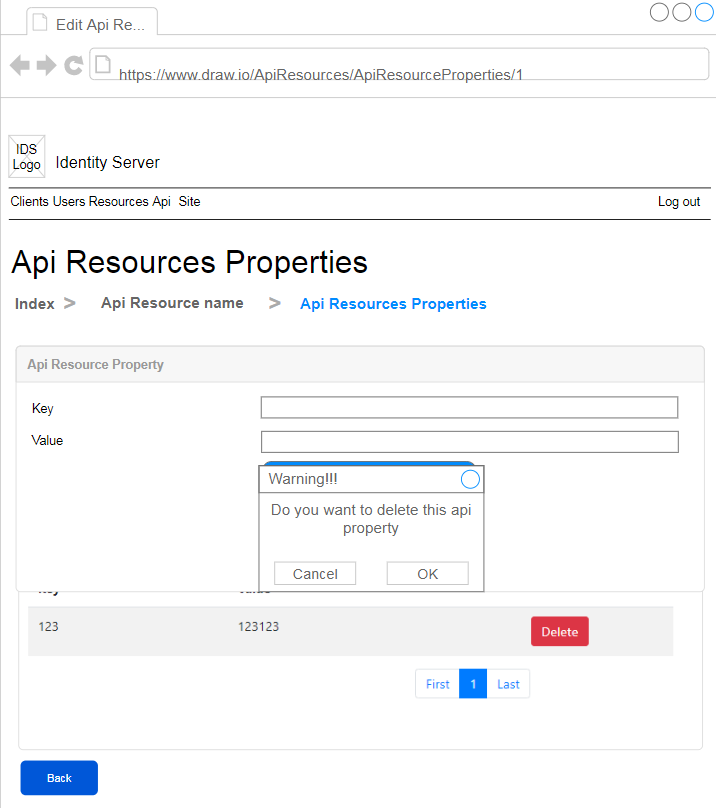 Edit Api Re...
https://www.draw.io/ApiResources/ApiResourceProperties/1
IDS
Logo
Identity Server
Clients Users Resources Api Site
Log out
Api Resources Properties
Index > Api Resource name > Api Resources Properties
Api Resource Property
Key
Value
Warning!!!
Do you want to delete this api
property
Cancel OK
123 123123 Delete
First 1 Last
Back